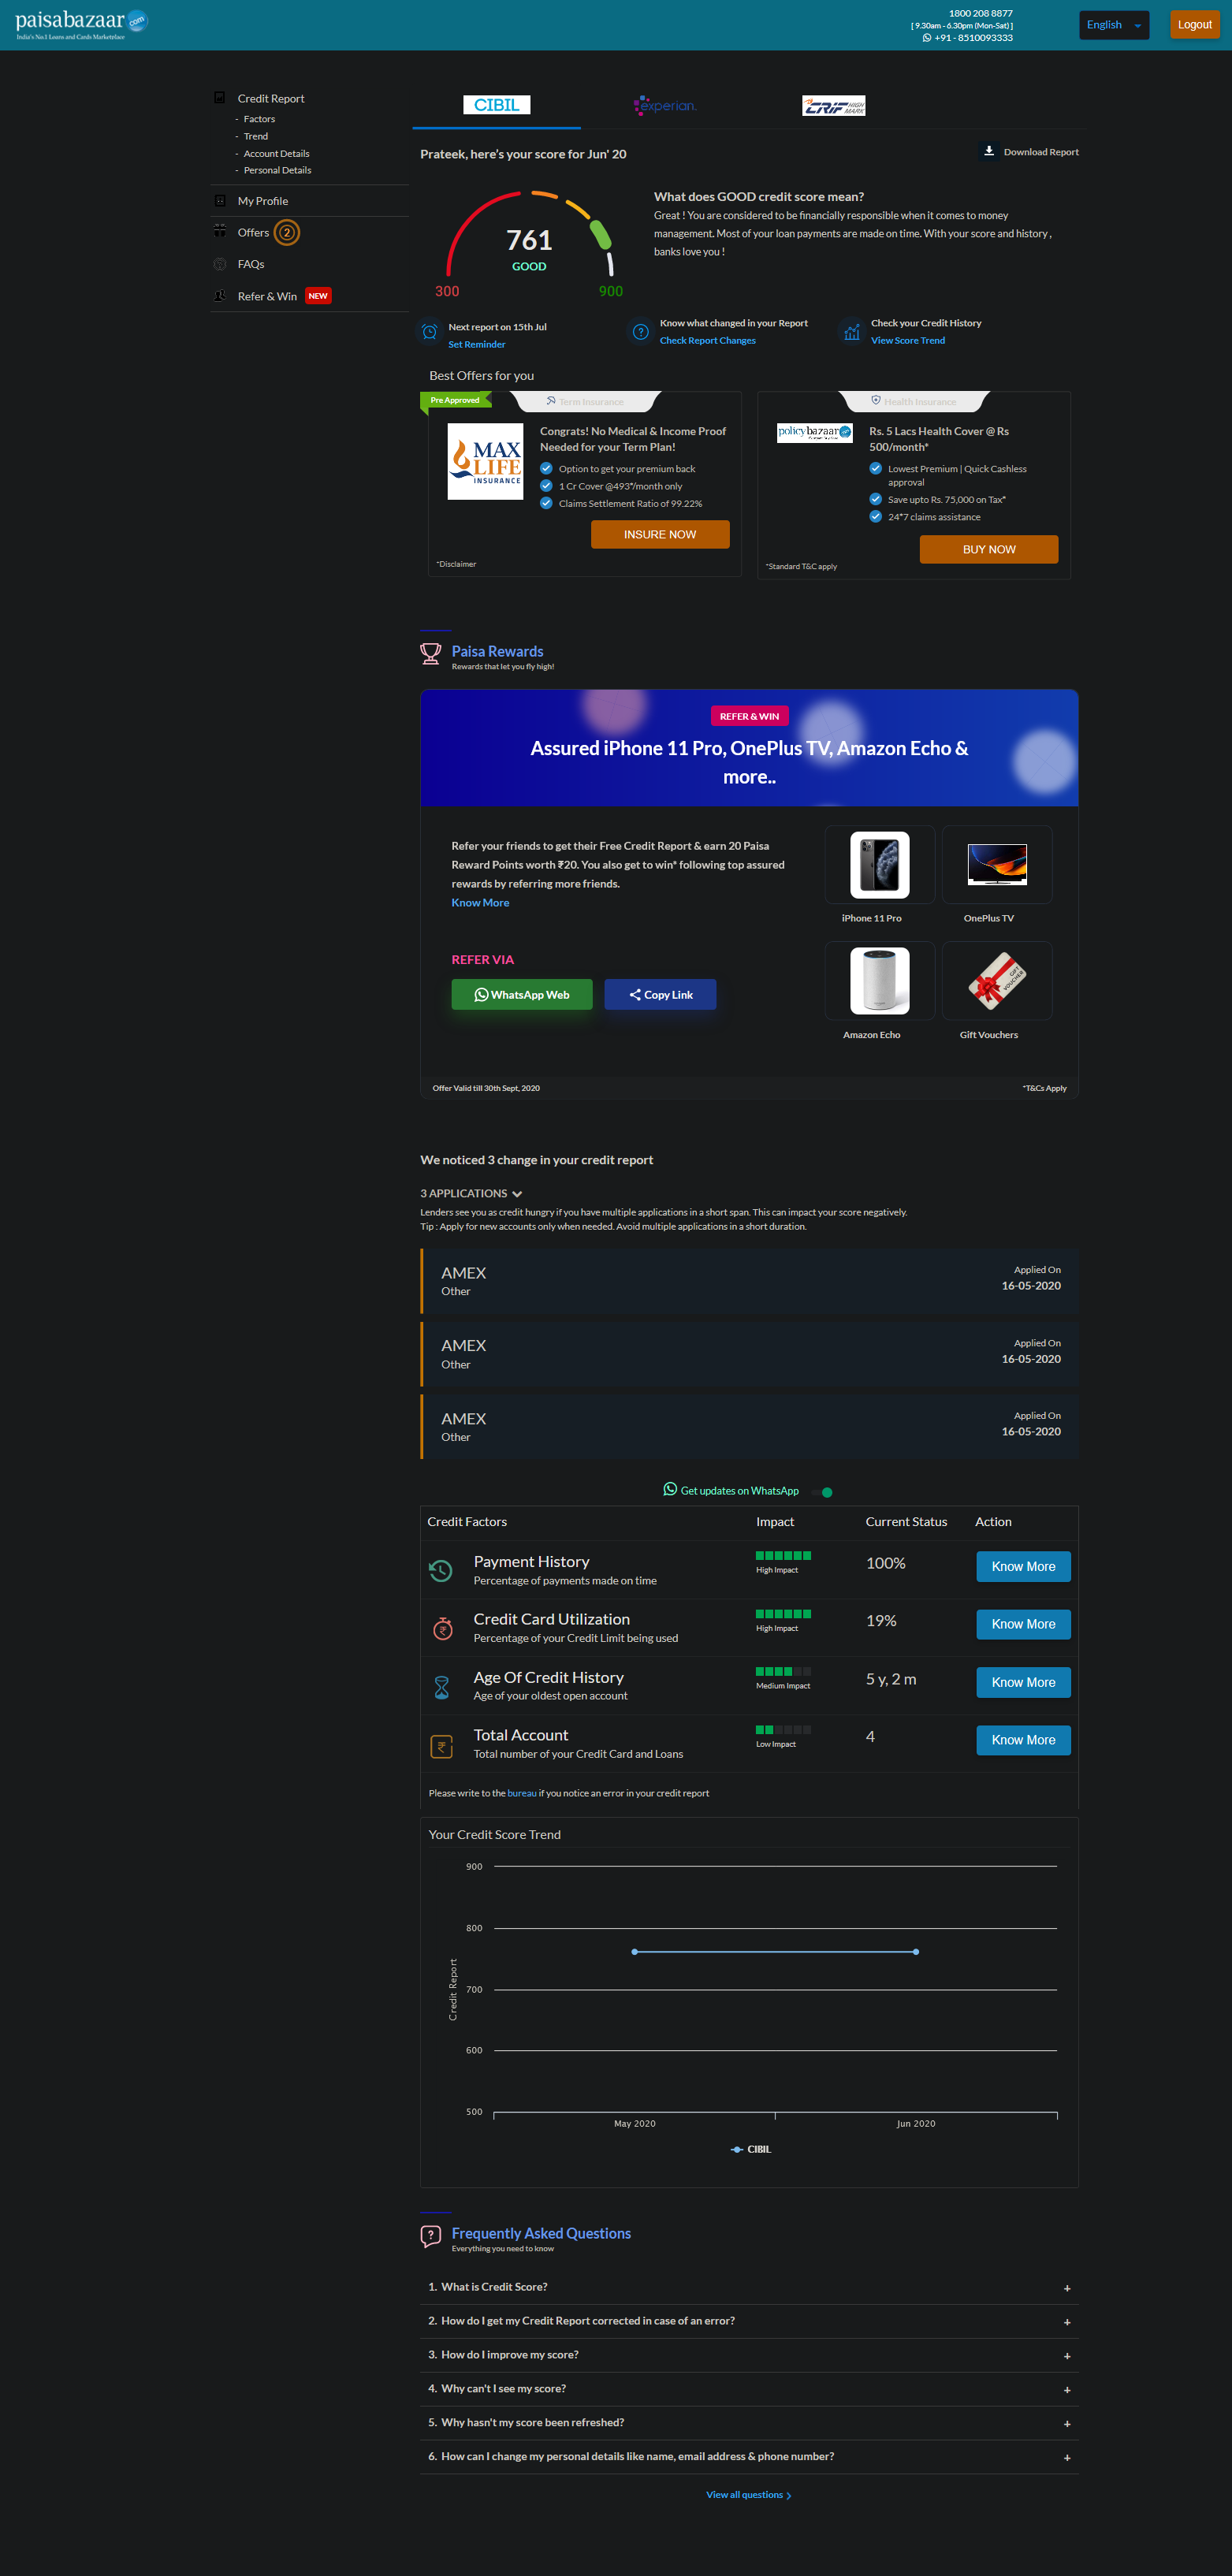 paisabazaar.com
India's No.1 Loans and Cards Marketplace
1800 208 8877
[ 9.30am - 6.30pm (Mon-Sat) ]
+91 - 8510093333
English
Logout
Credit Report
- Factors
- Trend
- Account Details
- Personal Details
My Profile
Offers 2
FAQs
Refer & Win NEW
CIBIL
experian.
CRIF HIGH MARK
Prateek, here's your score for Jun' 20
Download Report
761
GOOD
300
900
What does GOOD credit score mean?
Great ! You are considered to be financially responsible when it comes to money
management. Most of your loan payments are made on time. With your score and history ,
banks love you !
Next report on 15th Jul
Set Reminder
Know what changed in your Report
Check Report Changes
Check your Credit History
View Score Trend
Best Offers for you
Pre Approved
Term Insurance
MAX
LIFE
INSURANCE
Congrats! No Medical & Income Proof
Needed for your Term Plan!
Option to get your premium back
1 Cr Cover @493*/month only
Claims Settlement Ratio of 99.22%
INSURE NOW
*Disclaimer
Health Insurance
policybazaar
Rs. 5 Lacs Health Cover @ Rs
500/month*
Lowest Premium | Quick Cashless
approval
Save upto Rs. 75,000 on Tax*
24*7 claims assistance
BUY NOW
*Standard T&C apply
Paisa Rewards
Rewards that let you fly high!
REFER & WIN
Assured iPhone 11 Pro, OnePlus TV, Amazon Echo &
more..
Refer your friends to get their Free Credit Report & earn 20 Paisa
Reward Points worth ₹20. You also get to win* following top assured
rewards by referring more friends.
Know More
REFER VIA
WhatsApp Web
Copy Link
iPhone 11 Pro
OnePlus TV
GIFT VOUCHER
Amazon Echo
Gift Vouchers
Offer Valid till 30th Sept, 2020
*T&Cs Apply
We noticed 3 change in your credit report
3 APPLICATIONS
Lenders see you as credit hungry if you have multiple applications in a short span. This can impact your score negatively.
Tip : Apply for new accounts only when needed. Avoid multiple applications in a short duration.
AMEX
Other
Applied On
16-05-2020
AMEX
Other
Applied On
16-05-2020
AMEX
Other
Applied On
16-05-2020
Get updates on WhatsApp
Credit Factors
Impact
Current Status
Action
Payment History
Percentage of payments made on time
High Impact
100%
Know More
Credit Card Utilization
Percentage of your Credit Limit being used
High Impact
19%
Know More
Age Of Credit History
Age of your oldest open account
Medium Impact
5 y, 2 m
Know More
Total Account
Total number of your Credit Card and Loans
Low Impact
4
Know More
Please write to the bureau if you notice an error in your credit report
Your Credit Score Trend
900
800
700
600
500
Credit Report
May 2020
Jun 2020
CIBIL
Frequently Asked Questions
Everything you need to know
1. What is Credit Score? +
2. How do I get my Credit Report corrected in case of an error? +
3. How do I improve my score? +
4. Why can't I see my score? +
5. Why hasn't my score been refreshed? +
6. How can I change my personal details like name, email address & phone number? +
View all questions